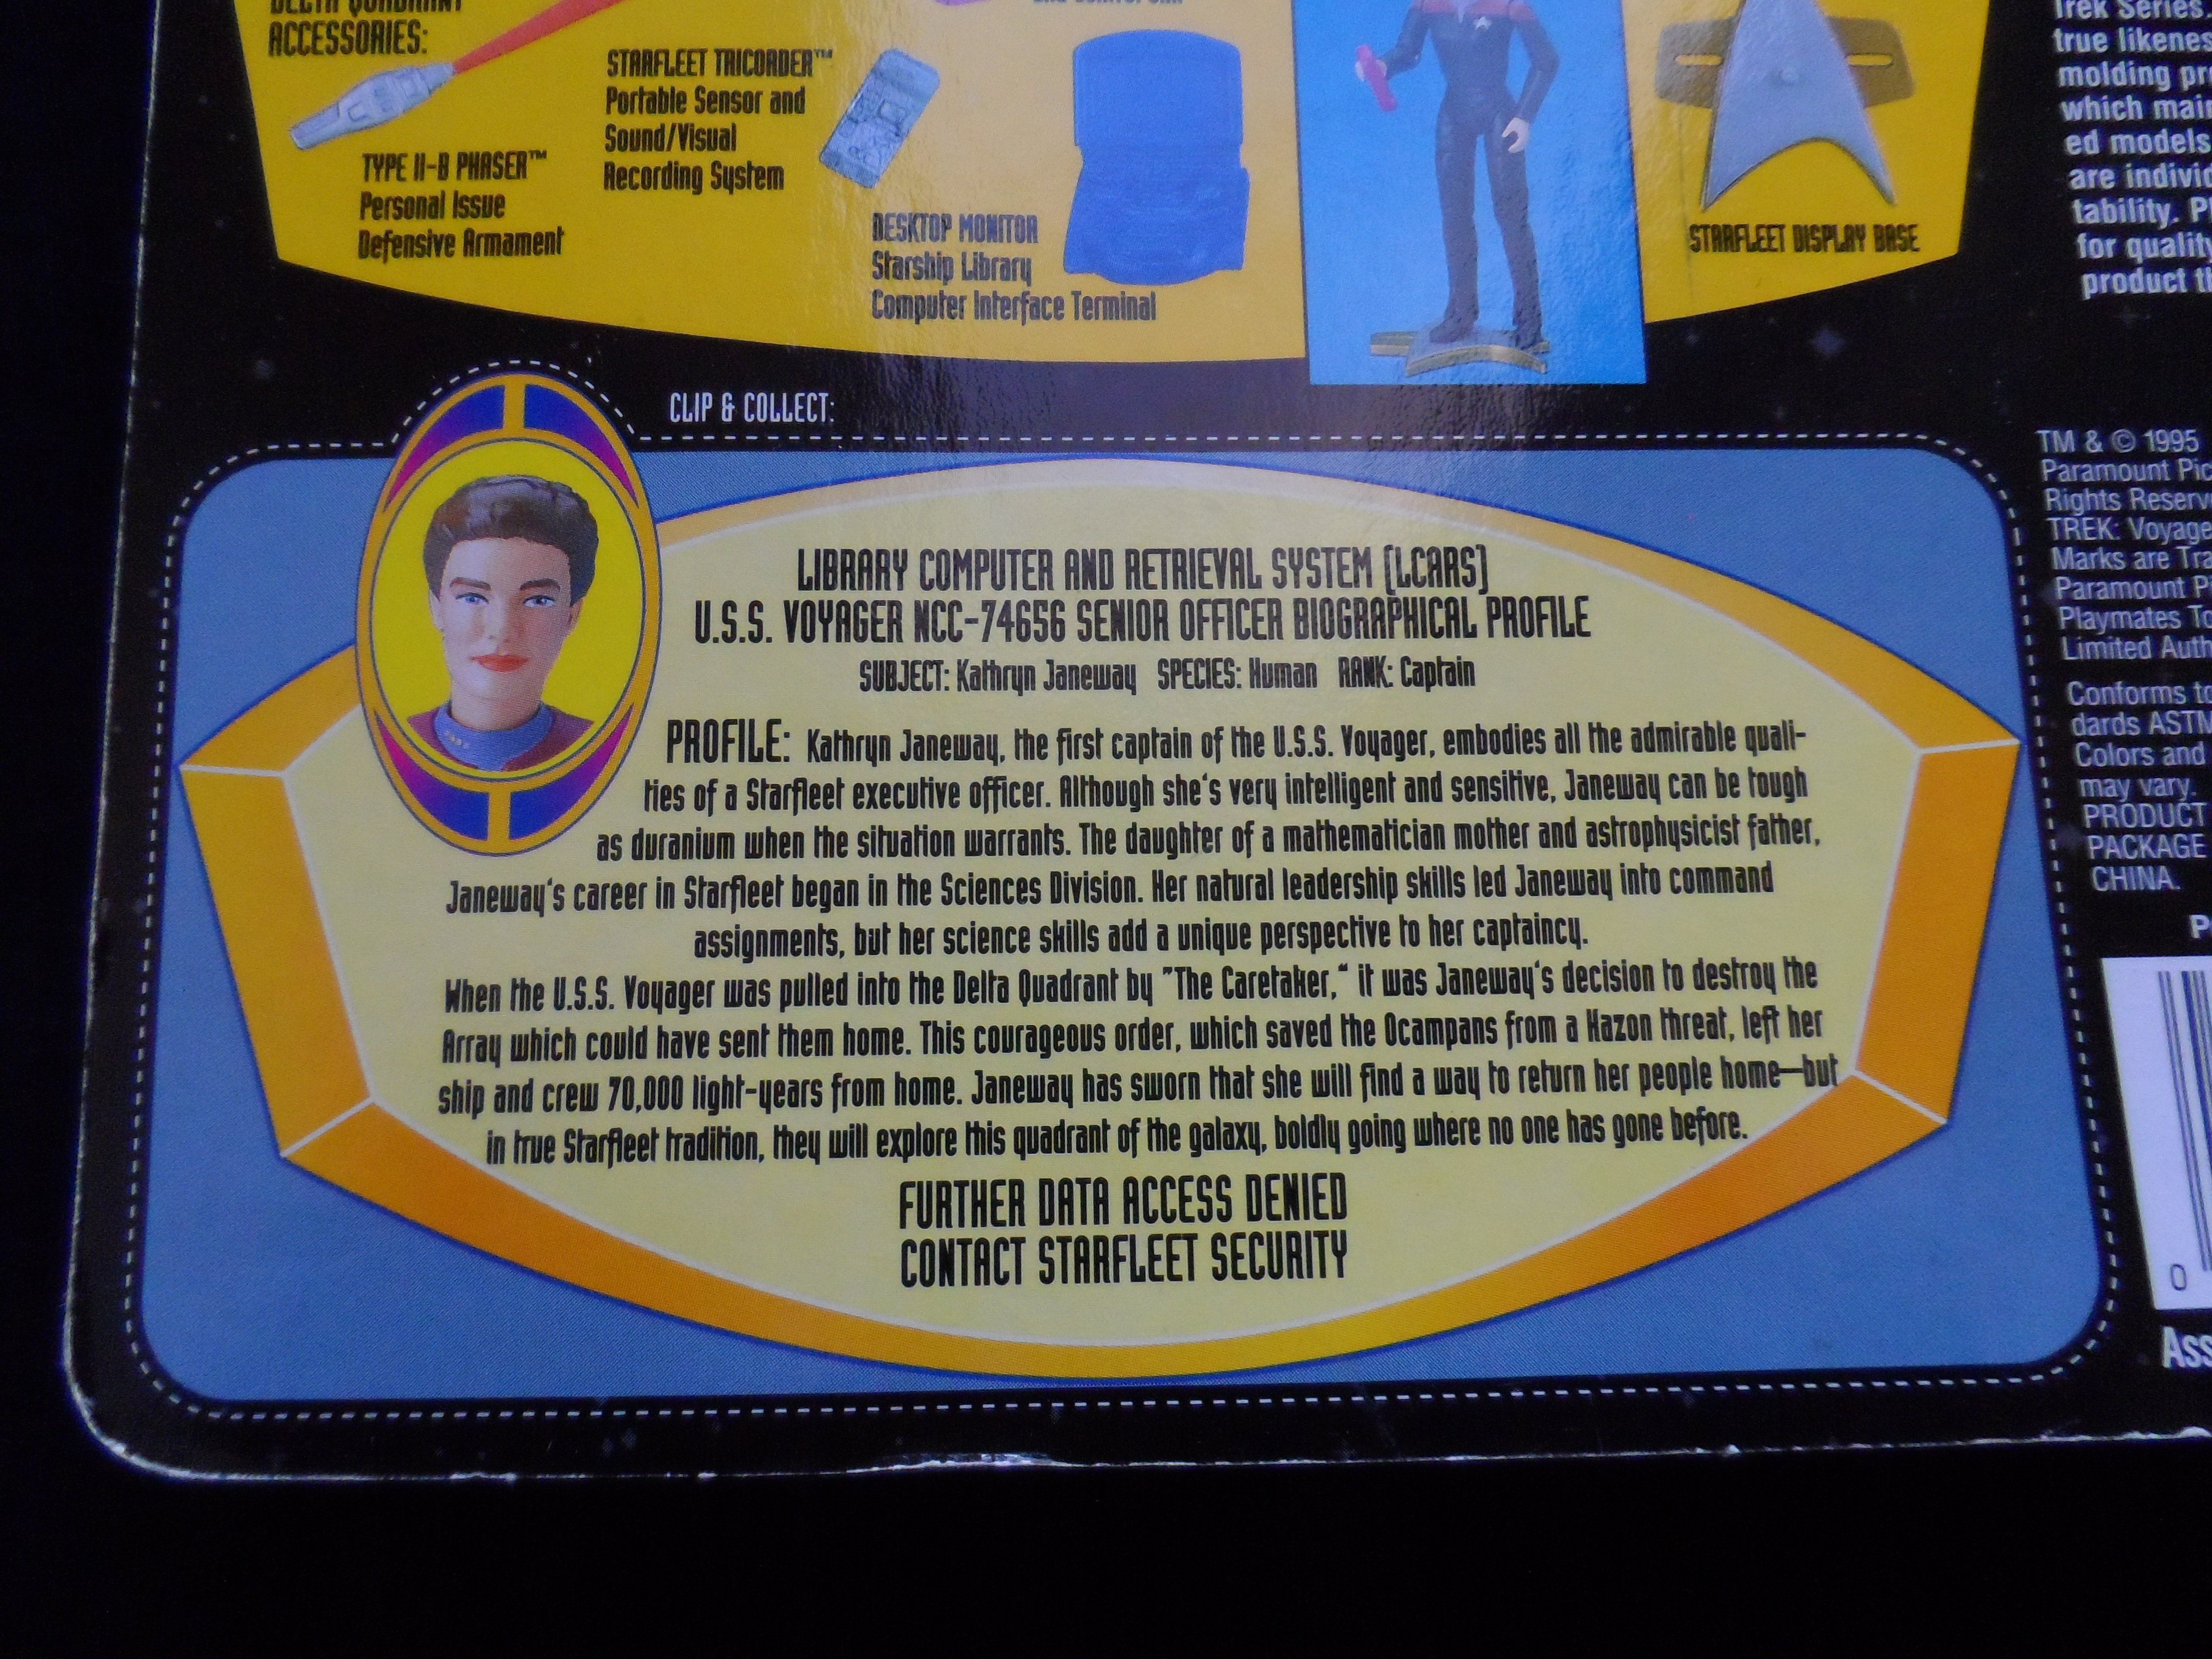 ACCESSORIES:
TYPE II-B PHASER™
Personal Issue
Defensive Armament
STARFLEET TRICORDER™
Portable Sensor and
Sound/Visual
Recording System
DESKTOP MONITOR
Starship Library
Computer Interface Terminal
STARFLEET DISPLAY BASE
Trek Series.
true
molding
which
ed models
are
tability.
for quality
product
CLIP & COLLECT:
LIBRARY COMPUTER AND RETRIEVAL SYSTEM (LCARS)
U.S.S. VOYAGER NCC-74656 SENIOR OFFICER BIOGRAPHICAL PROFILE
SUBJECT: Kathryn Janeway SPECIES: Human RANK: Captain
PROFILE: Kathryn Janeway, the first captain of the U.S.S. Voyager, embodies all the admirable quali-
ties of a Starfleet executive officer. Although she's very intelligent and sensitive, Janeway can be tough
as duranium when the situation warrants. The daughter of a mathematician mother and astrophysicist father,
Janeway's career in Starfleet began in the Sciences Division. Her natural leadership skills led Janeway into command
assignments, but her science skills add a unique perspective to her captaincy.
When the U.S.S. Voyager was pulled into the Delta Quadrant by "The Caretaker," it was Janeway's decision to destroy the
Array which could have sent them home. This courageous order, which saved the Ocampans from a Kazon threat, left her
ship and crew 70,000 light-years from home. Janeway has sworn that she will find a way to return her people home—but
in true Starfleet tradition, they will explore this quadrant of the galaxy, boldly going where no one has gone before.
FURTHER DATA ACCESS DENIED
CONTACT STARFLEET SECURITY
TM & © 1995
Paramount
Rights
TREK:
Marks are
Paramount
Playmates
Limited
Conforms
dards
Colors and
may vary.
PRODUCT
PACKAGE
CHINA.
0